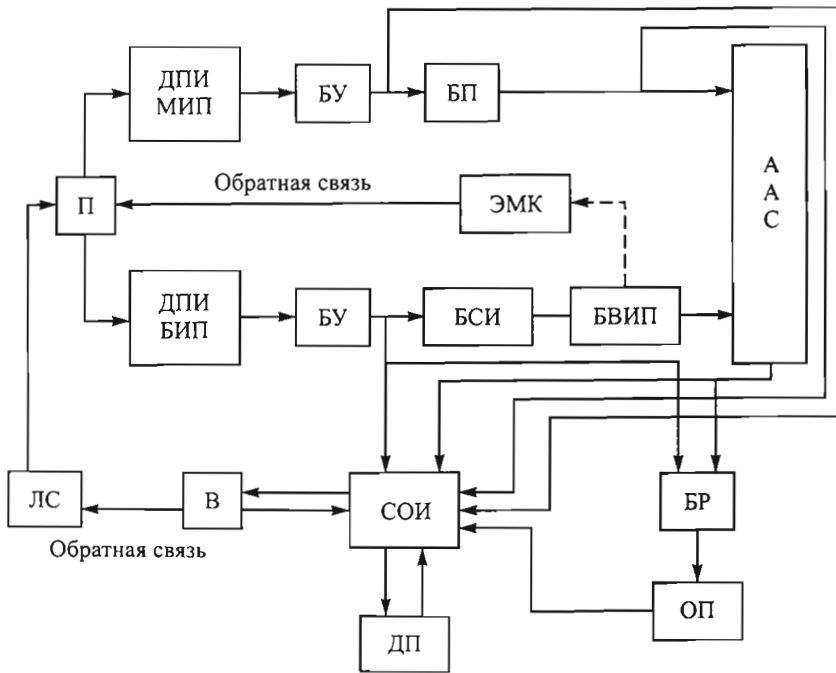 ДПИ
МИП
БУ
БП
А
А
С
Обратная связь
П
ЭМК
ДПИ
БИП
БУ
БСИ
БВИП
ЛС
В
СОИ
БР
Обратная связь
ДП
ОП